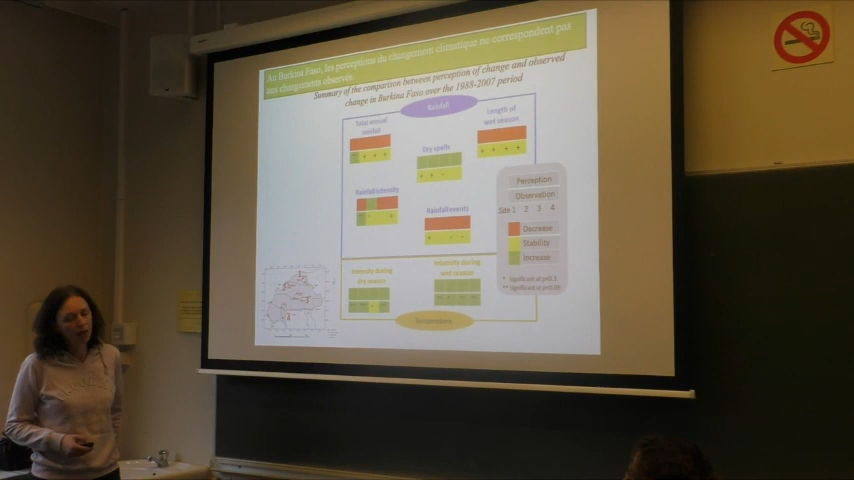 Au Burkina Faso, les perceptions du changement climatique ne correspondent pas
aux changements observés.
Summary of the comparison between perception of change and observed
change in Burkina Faso over the 1988-2007 period
Rainfall
Total annual
rainfall
Length of
wet season
Dry spells
Rainfall intensity
Rainfall events
Perception
Observation
Site 1 2 3 4
Decrease
Stability
Increase
Intensity during
dry season
Intensity during
wet season